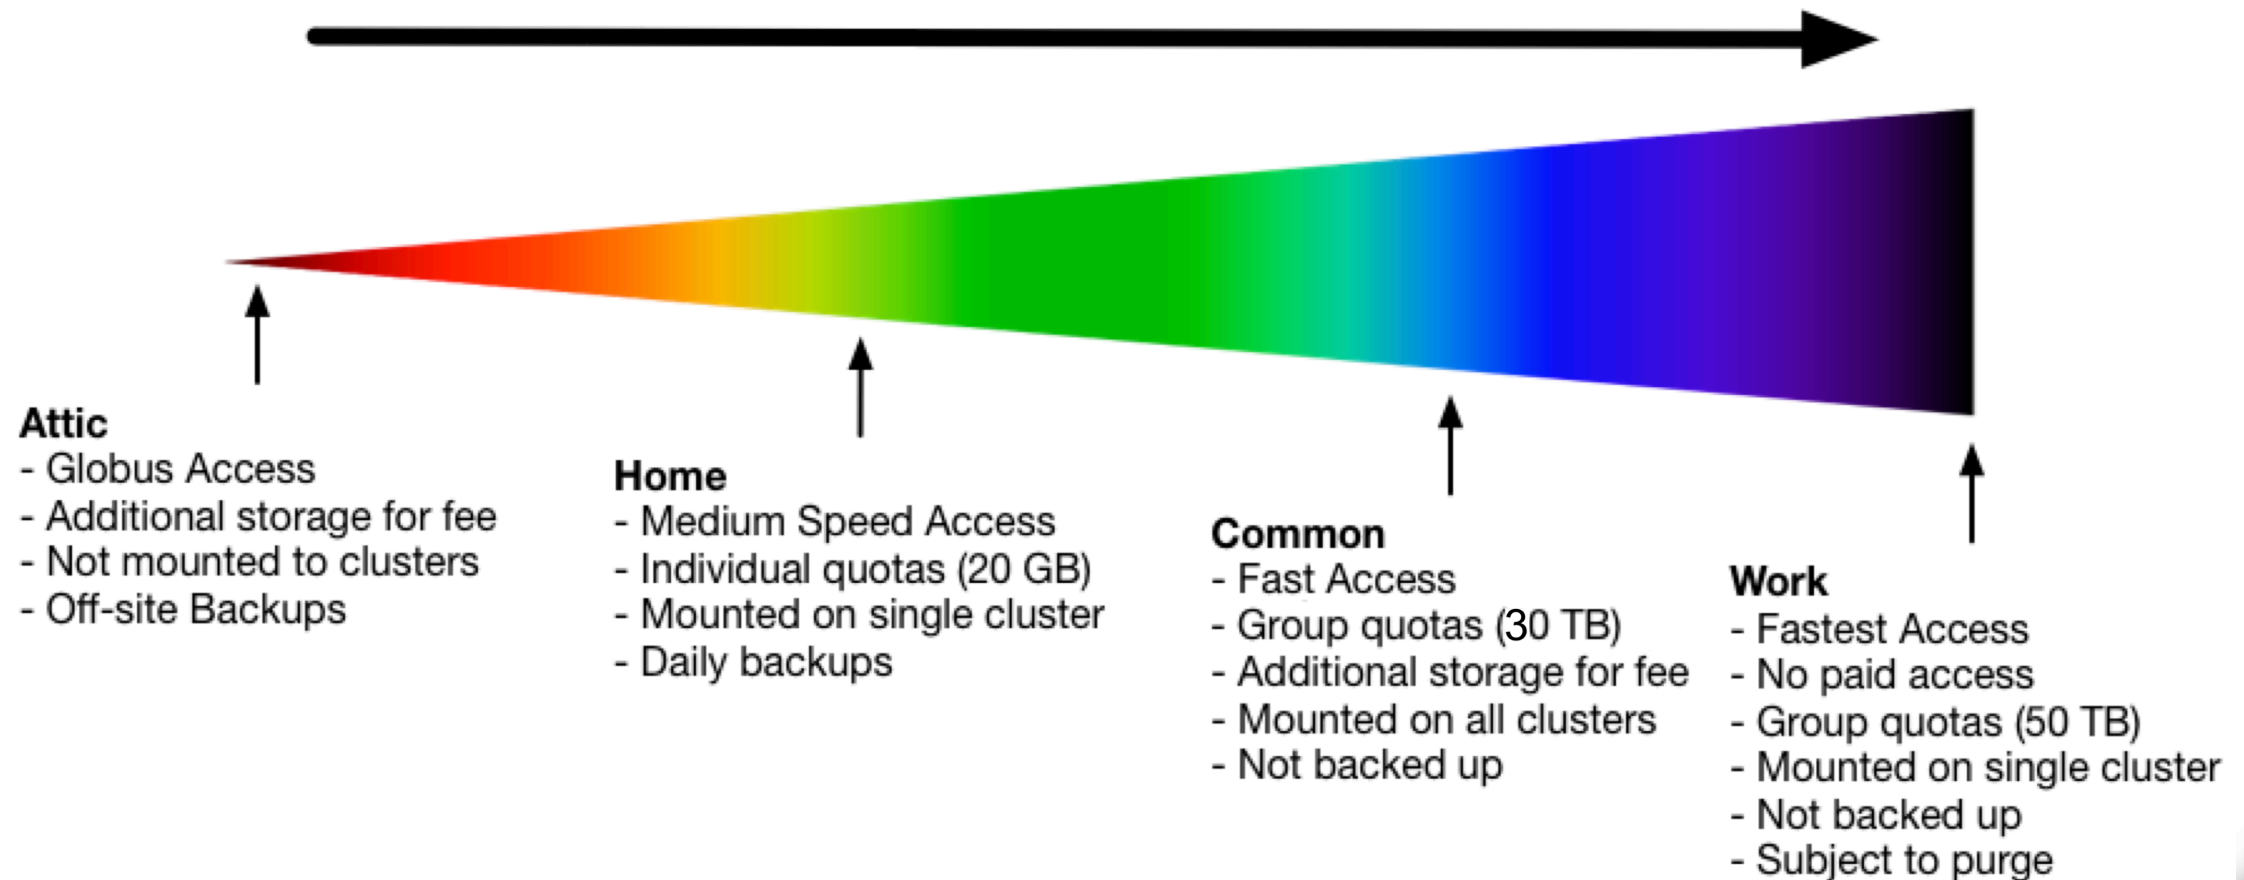 Attic
- Globus Access
- Additional storage for fee
- Not mounted to clusters
- Off-site Backups
Home
- Medium Speed Access
- Individual quotas (20 GB)
- Mounted on single cluster
- Daily backups
Common
- Fast Access
- Group quotas (30 TB)
- Additional storage for fee
- Mounted on all clusters
- Not backed up
Work
- Fastest Access
- No paid access
- Group quotas (50 TB)
- Mounted on single cluster
- Not backed up
- Subject to purge